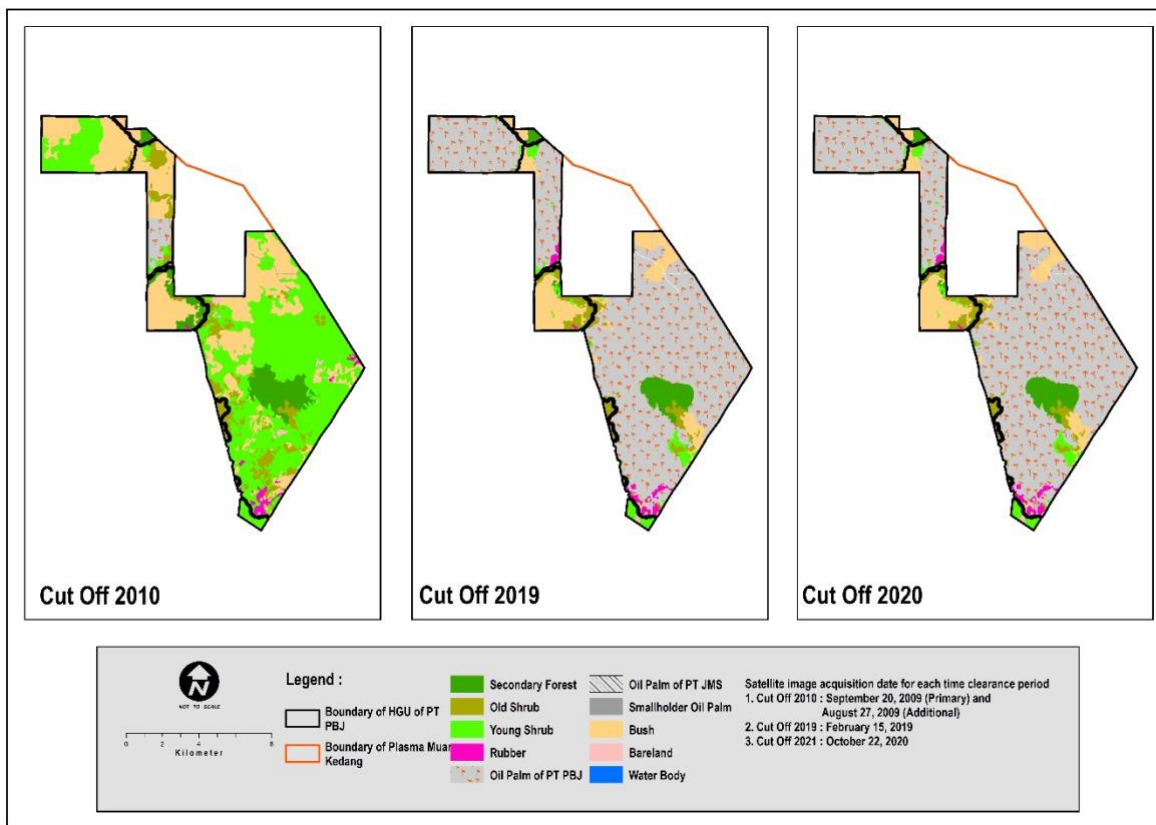 Cut Off 2010
Cut Off 2019
Cut Off 2020
N
NOT TO SCALE
0 2 4 8
Kilometer
Legend :
Boundary of HGU of PT
PBJ
Boundary of Plasma Muar
Kedang
Secondary Forest
Old Shrub
Young Shrub
Rubber
Oil Palm of PT PBJ
Oil Palm of PT JMS
Smallholder Oil Palm
Bush
Bareland
Water Body
Satellite image acquisition date for each time clearance period
1. Cut Off 2010 : September 20, 2009 (Primary) and
August 27, 2009 (Additional)
2. Cut Off 2019 : February 15, 2019
3. Cut Off 2021 : October 22, 2020